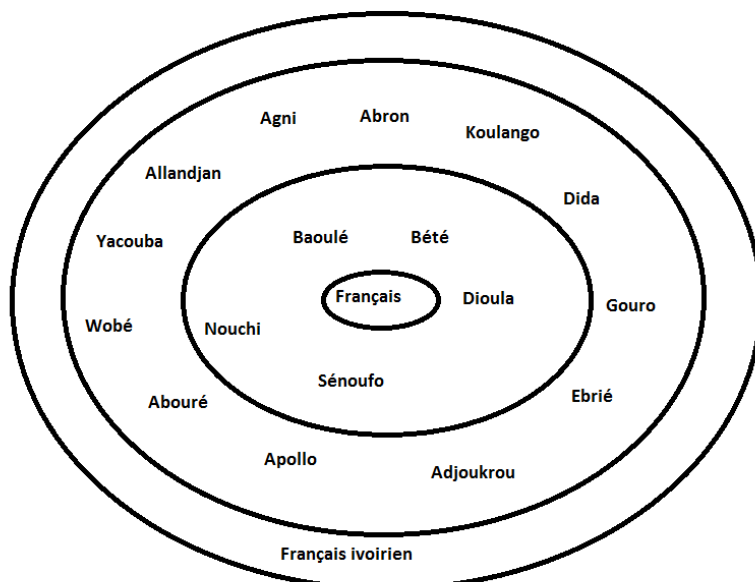 Agni
Abron
Koulango
Allandjan
Dida
Yacouba
Baoulé
Bété
Français
Dioula
Gouro
Wobé
Nouchi
Sénoufo
Ebrié
Abouré
Apollo
Adjoukrou
Français ivoirien